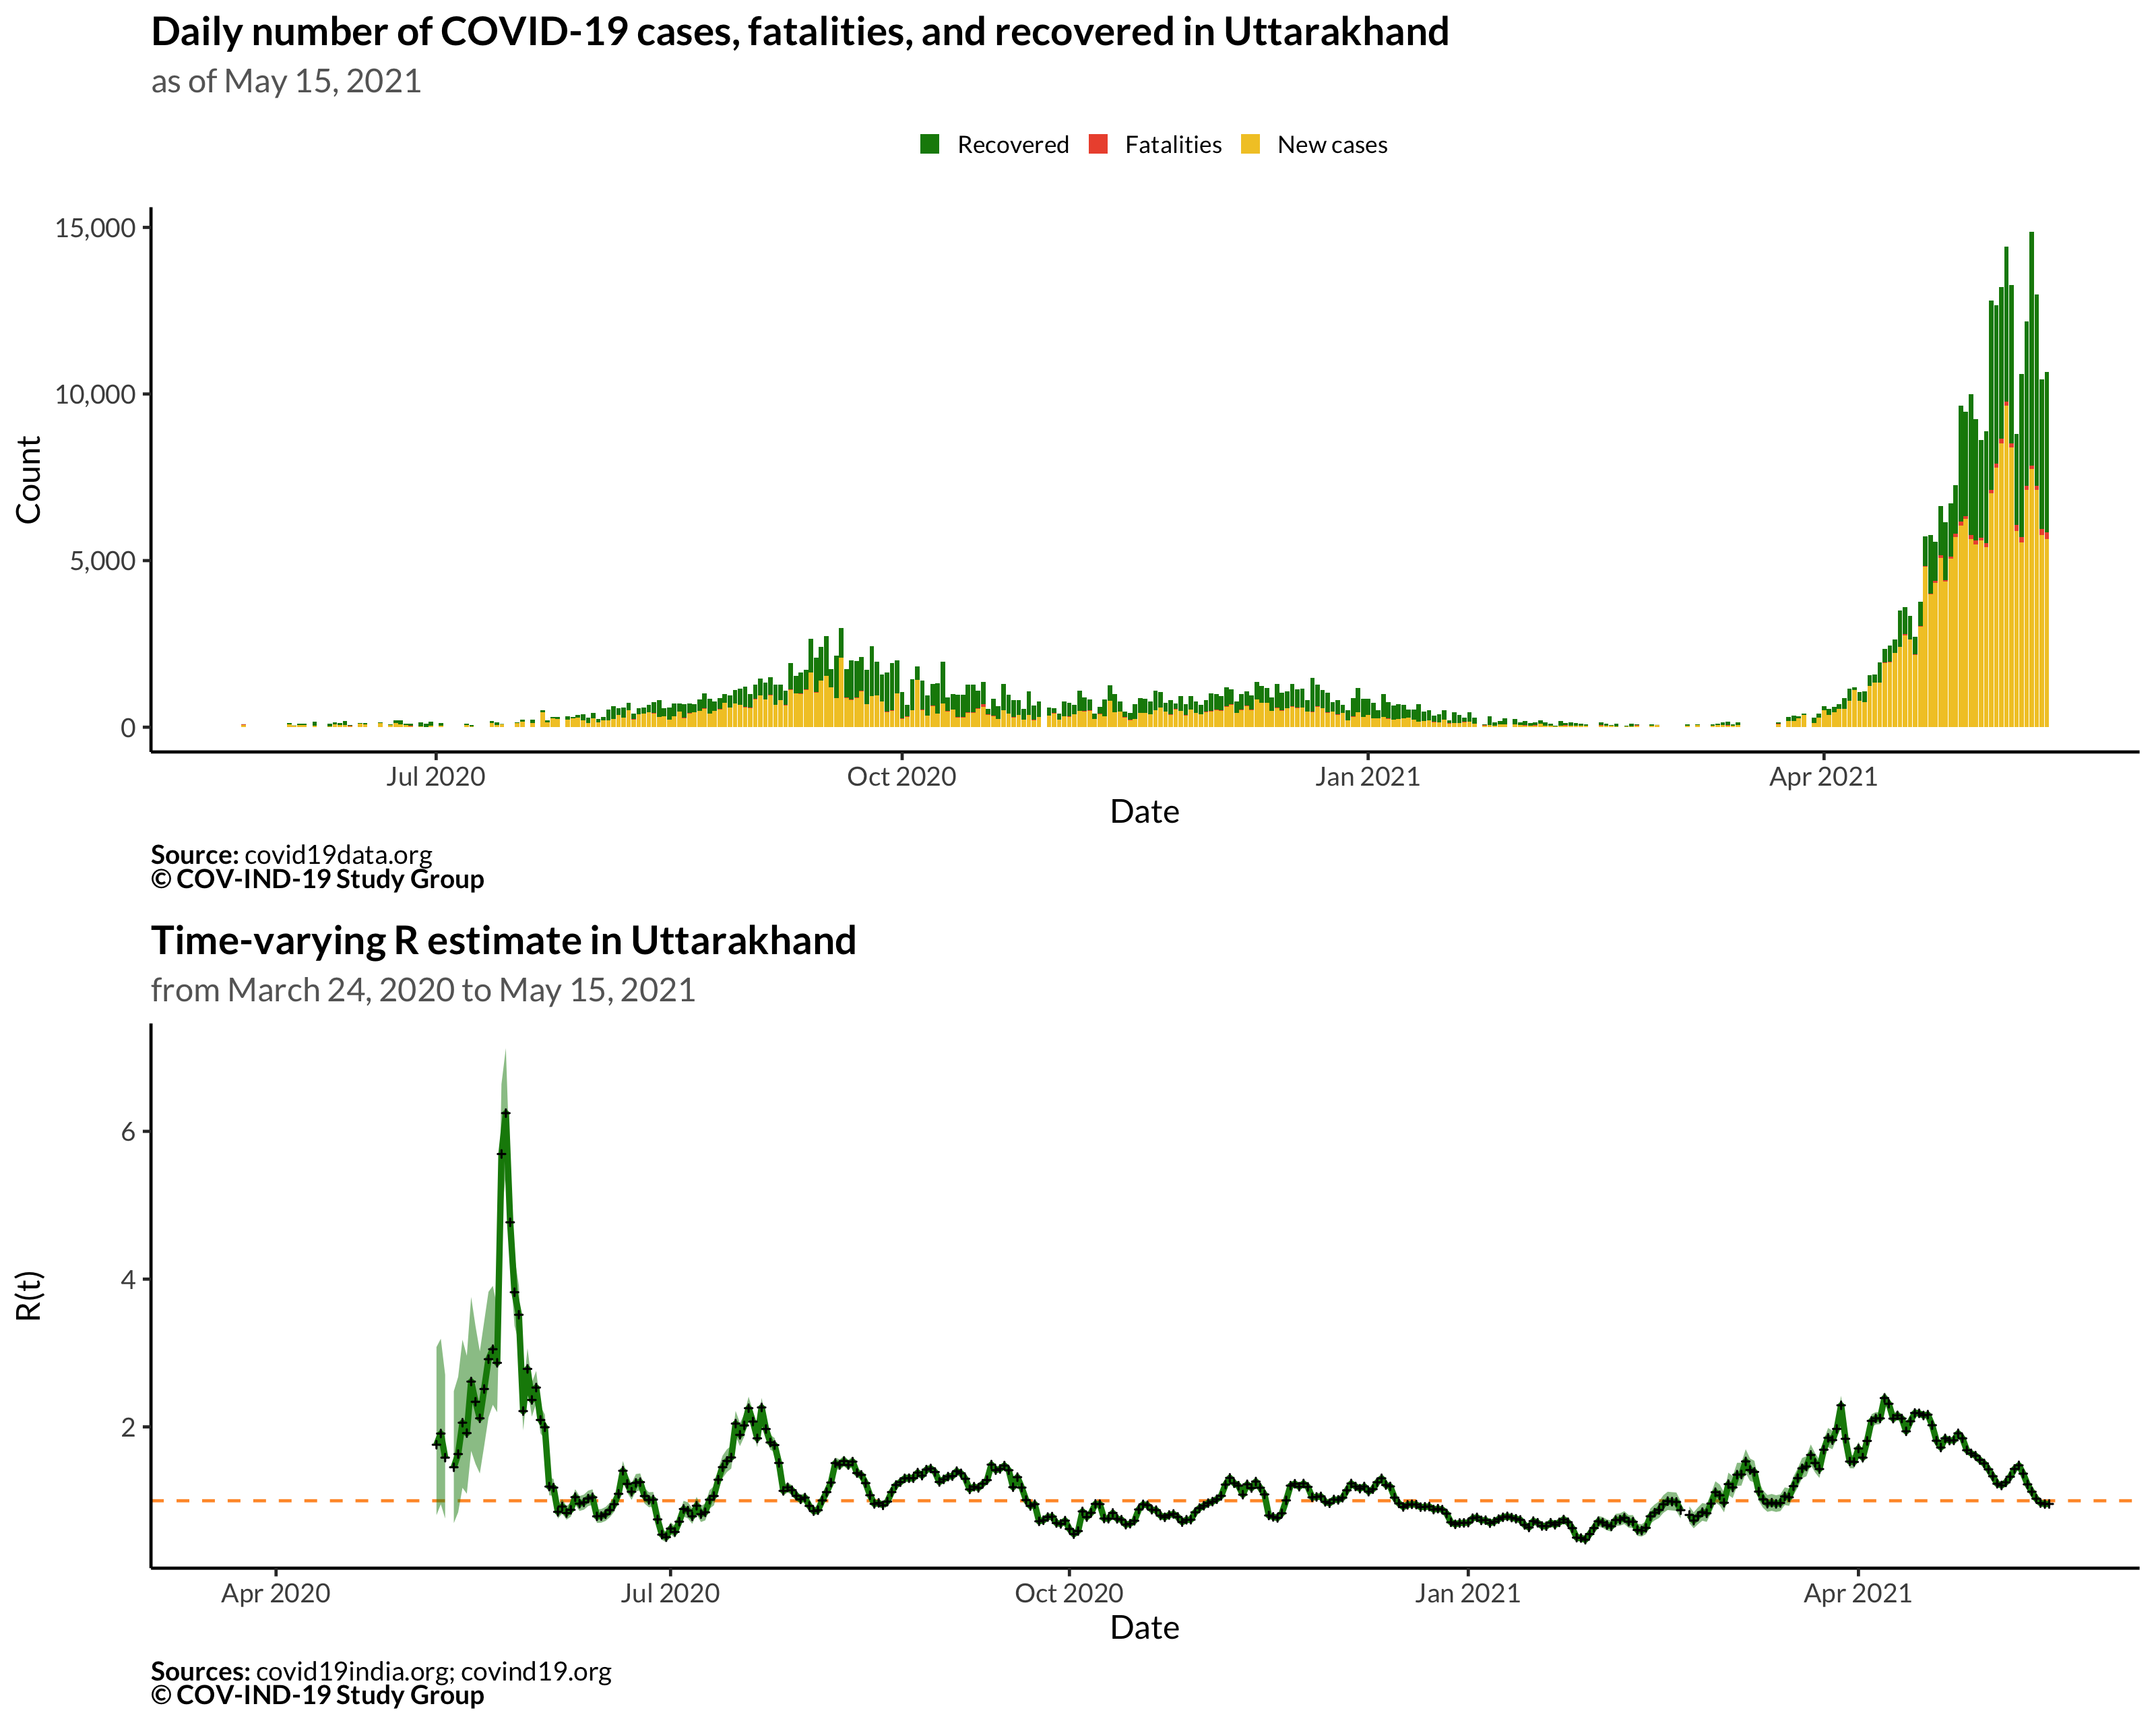 Daily number of COVID-19 cases, fatalities, and recovered in Uttarakhand
as of May 15, 2021
Recovered Fatalities New cases
15,000
10,000
5,000
0
Count
Jul 2020 Oct 2020 Jan 2021 Apr 2021
Date
Source: covid19data.org
© COV-IND-19 Study Group
Time-varying R estimate in Uttarakhand
from March 24, 2020 to May 15, 2021
6
4
2
R(t)
Apr 2020 Jul 2020 Oct 2020 Jan 2021 Apr 2021
Date
Sources: covid19india.org; covind19.org
© COV-IND-19 Study Group